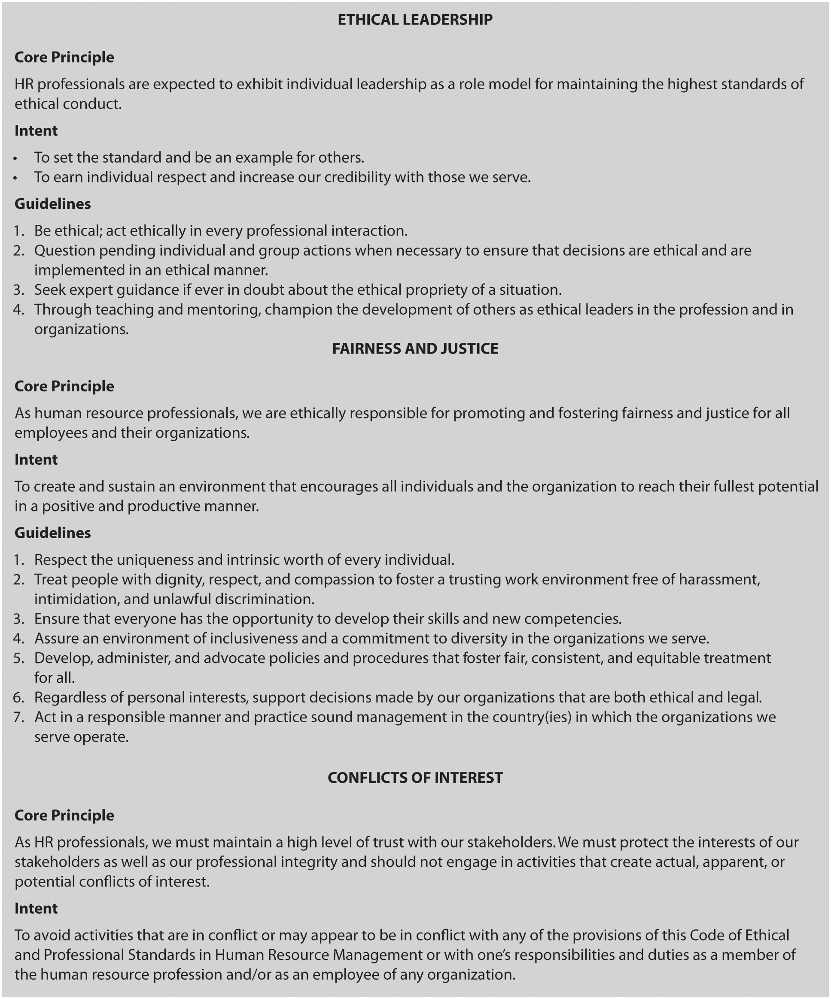 ETHICAL LEADERSHIP
Core Principle
HR professionals are expected to exhibit individual leadership as a role model for maintaining the highest standards of
ethical conduct.
Intent
• To set the standard and be an example for others.
• To earn individual respect and increase our credibility with those we serve.
Guidelines
1. Be ethical; act ethically in every professional interaction.
2. Question pending individual and group actions when necessary to ensure that decisions are ethical and are
implemented in an ethical manner.
3. Seek expert guidance if ever in doubt about the ethical propriety of a situation.
4. Through teaching and mentoring, champion the development of others as ethical leaders in the profession and in
organizations.
FAIRNESS AND JUSTICE
Core Principle
As human resource professionals, we are ethically responsible for promoting and fostering fairness and justice for all
employees and their organizations.
Intent
To create and sustain an environment that encourages all individuals and the organization to reach their fullest potential
in a positive and productive manner.
Guidelines
1. Respect the uniqueness and intrinsic worth of every individual.
2. Treat people with dignity, respect, and compassion to foster a trusting work environment free of harassment,
intimidation, and unlawful discrimination.
3. Ensure that everyone has the opportunity to develop their skills and new competencies.
4. Assure an environment of inclusiveness and a commitment to diversity in the organizations we serve.
5. Develop, administer, and advocate policies and procedures that foster fair, consistent, and equitable treatment
for all.
6. Regardless of personal interests, support decisions made by our organizations that are both ethical and legal.
7. Act in a responsible manner and practice sound management in the country(ies) in which the organizations we
serve operate.
CONFLICTS OF INTEREST
Core Principle
As HR professionals, we must maintain a high level of trust with our stakeholders. We must protect the interests of our
stakeholders as well as our professional integrity and should not engage in activities that create actual, apparent, or
potential conflicts of interest.
Intent
To avoid activities that are in conflict or may appear to be in conflict with any of the provisions of this Code of Ethical
and Professional Standards in Human Resource Management or with one’s responsibilities and duties as a member of
the human resource profession and/or as an employee of any organization.